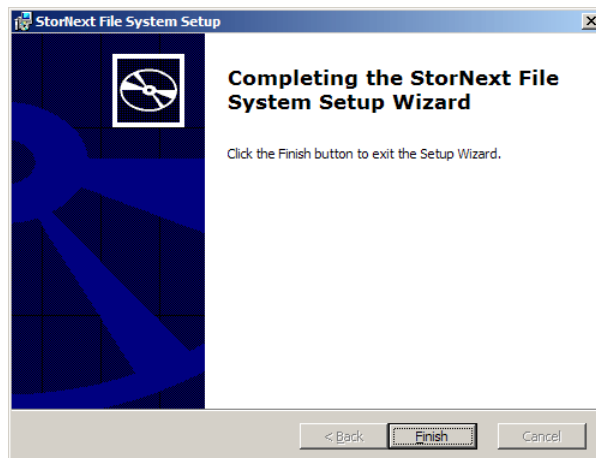 StorNext File System Setup
Completing the StorNext File
System Setup Wizard
Click the Finish button to exit the Setup Wizard.
< Back Finish Cancel